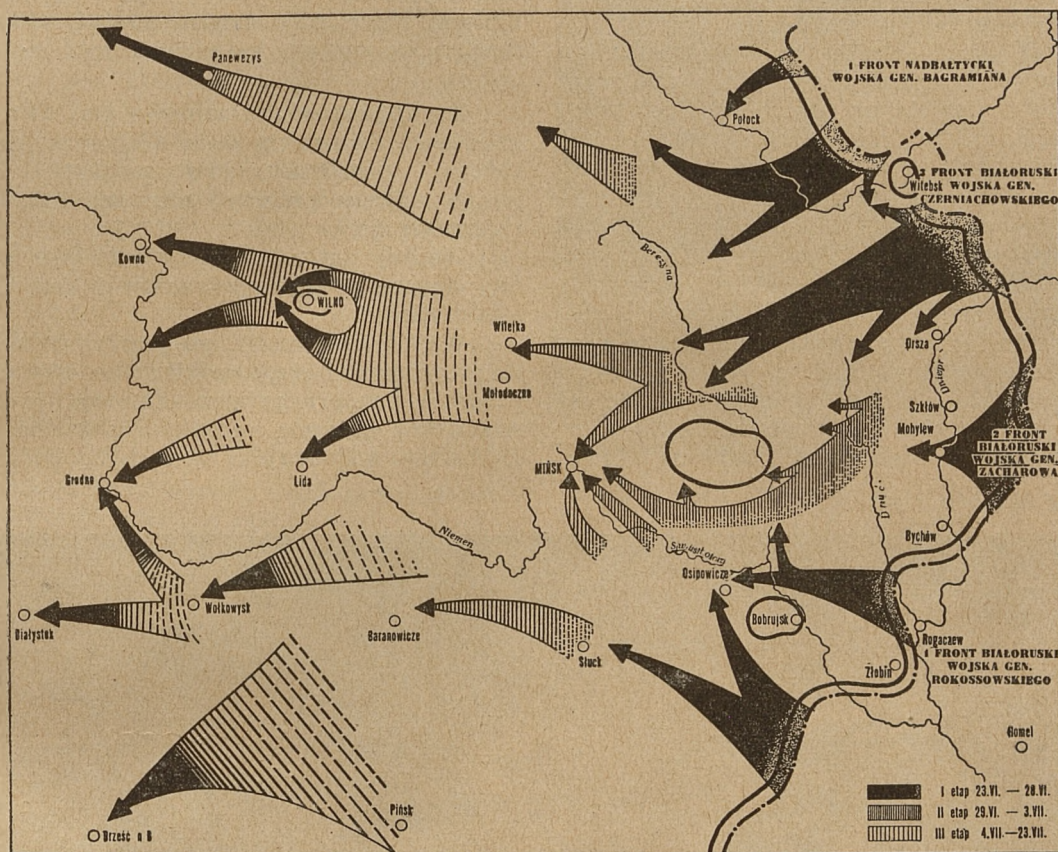 Panewezys
1 FRONT NADBAŁTYCKI
WOJSKA GEN. BAGRAMIANA
Połock
3 FRONT BIAŁORUSKI
Witebsk WOJSKA GEN.
CZERNIACHOWSKIEGO
Kowno
Berezyna
WILNO
Wilejka
Orsza
Dniepr
Mołodeczno
Szkłów
Mohylew
2 FRONT
BIAŁORUSKI
WOJSKA GEN.
ZACHAROWA
Grodno
Lida
MIŃSK
Druć
Niemen
Bychów
Osipowicze
Wołkowysk
Białystok
Baranowicze
Bobrujsk
Rogaczew
Słuck
1 FRONT BIAŁORUSKI
WOJSKA GEN.
ROKOSSOWSKIEGO
Żłobin
Homel
I etap 23.VI. — 28.VI.
II etap 29.VI. — 3.VII.
III etap 4.VII.—23.VII.
Pińsk
Brześć n B